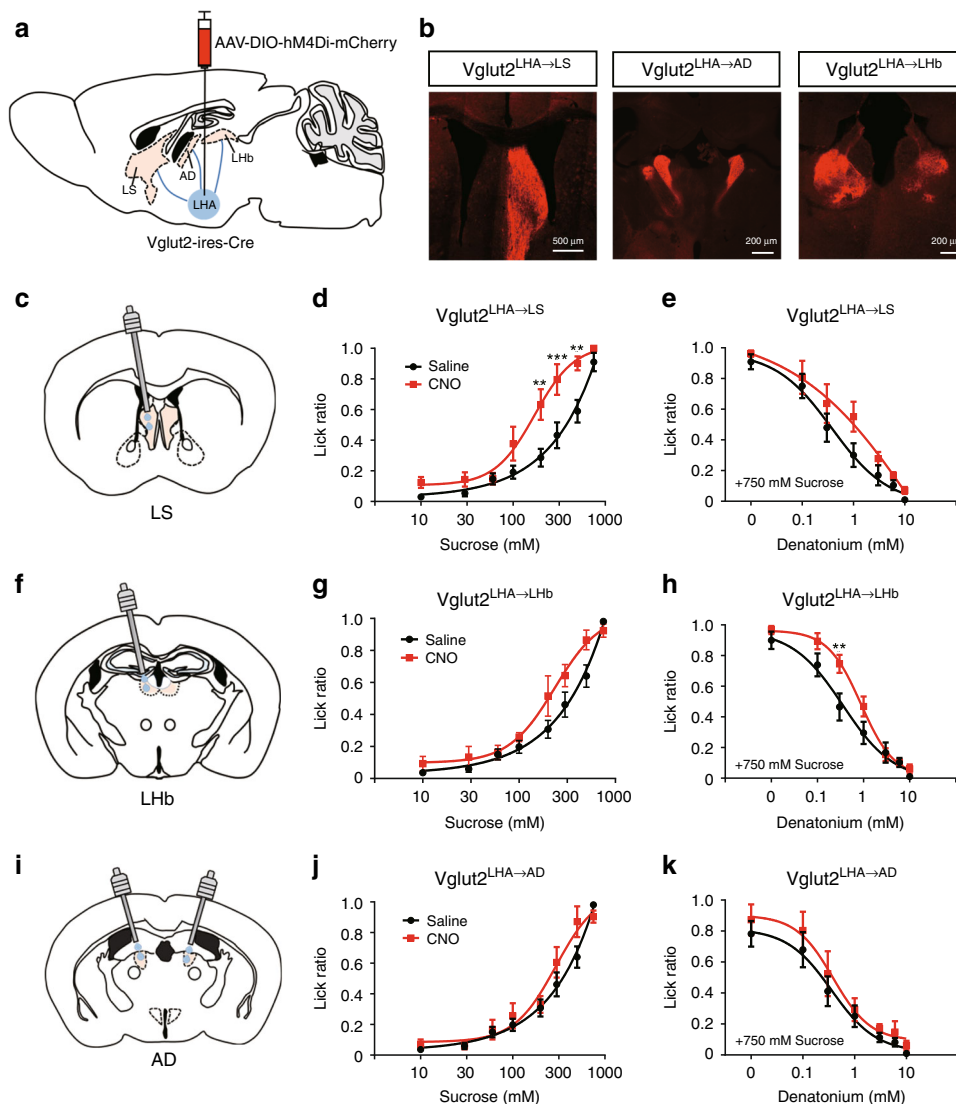 a
AAV-DIO-hM4Di-mCherry
LS
AD
LHb
LHA
Vglut2-ires-Cre
b
Vglut2LHA→LS
Vglut2LHA→AD
Vglut2LHA→LHb
500 μm
200 μm
200 μm
c
LS
d
Vglut2LHA→LS
Saline
CNO
** *** **
Lick ratio
1.0
0.8
0.6
0.4
0.2
0
10 30 100 300 1000
Sucrose (mM)
e
Vglut2LHA→LS
Lick ratio
1.0
0.8
0.6
0.4
0.2
0
+750 mM Sucrose
0 0.1 1 10
Denatonium (mM)
f
LHb
g
Vglut2LHA→LHb
Saline
CNO
Lick ratio
1.0
0.8
0.6
0.4
0.2
0
10 30 100 300 1000
Sucrose (mM)
h
Vglut2LHA→LHb
**
Lick ratio
1.0
0.8
0.6
0.4
0.2
0
+750 mM Sucrose
0 0.1 1 10
Denatonium (mM)
i
AD
j
Vglut2LHA→AD
Saline
CNO
Lick ratio
1.0
0.8
0.6
0.4
0.2
0
10 30 100 300 1000
Sucrose (mM)
k
Vglut2LHA→AD
Lick ratio
1.0
0.8
0.6
0.4
0.2
0
+750 mM Sucrose
0 0.1 1 10
Denatonium (mM)